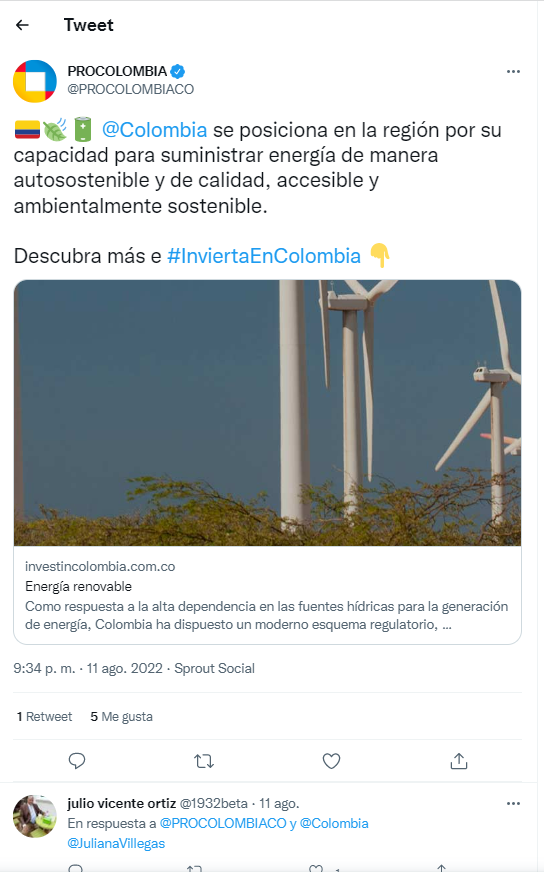 Tweet
PROCOLOMBIA
@PROCOLOMBIACO
@Colombia se posiciona en la región por su
capacidad para suministrar energía de manera
autosostenible y de calidad, accesible y
ambientalmente sostenible.
Descubra más e #InviertaEnColombia
investincolombia.com.co
Energía renovable
Como respuesta a la alta dependencia en las fuentes hídricas para la generación
de energía, Colombia ha dispuesto un moderno esquema regulatorio, ...
9:34 p. m. · 11 ago. 2022 · Sprout Social
1 Retweet 5 Me gusta
julio vicente ortiz @1932beta · 11 ago.
En respuesta a @PROCOLOMBIACO y @Colombia
@JulianaVillegas